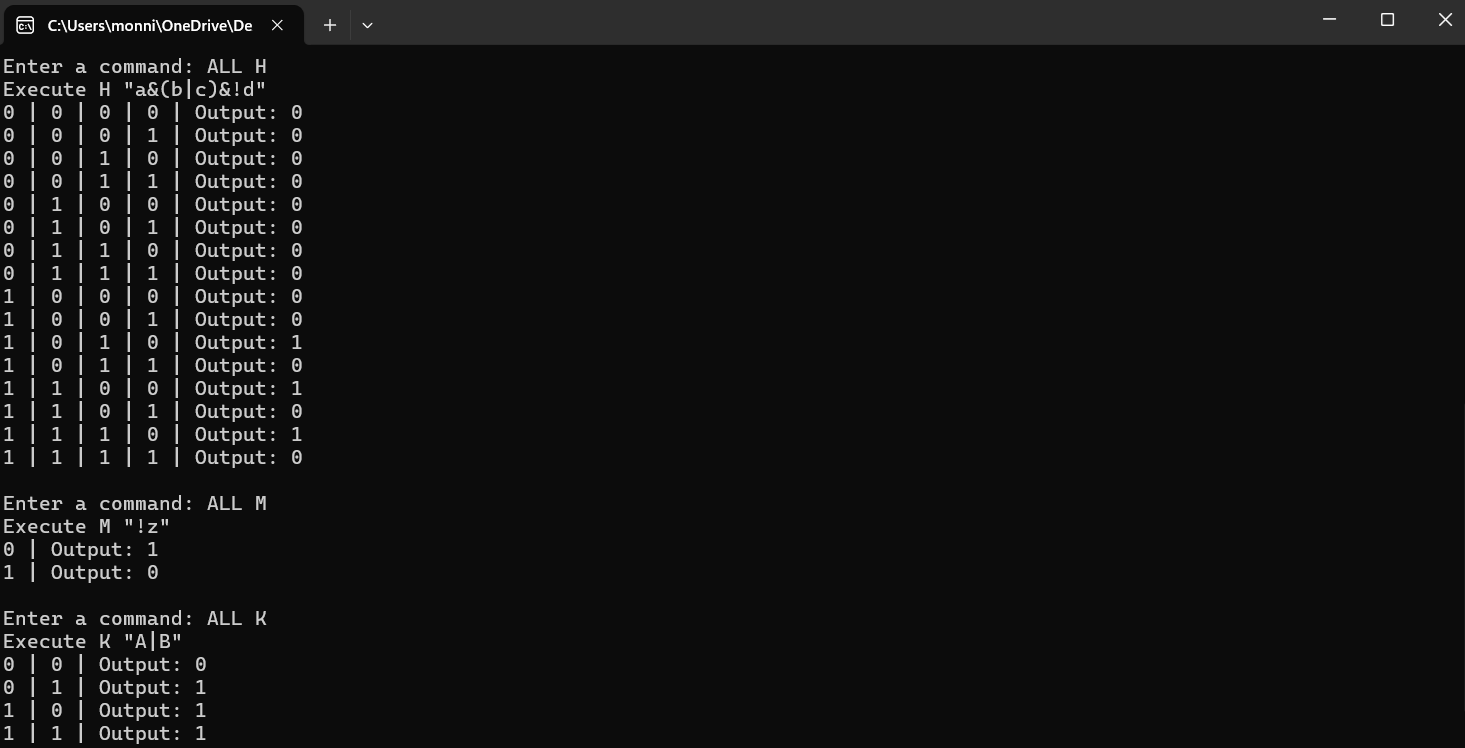 C:\Users\monni\OneDrive\De
Enter a command: ALL H
Execute H "a&(b|c)&!d"
0 | 0 | 0 | 0 | Output: 0
0 | 0 | 0 | 1 | Output: 0
0 | 0 | 1 | 0 | Output: 0
0 | 0 | 1 | 1 | Output: 0
0 | 1 | 0 | 0 | Output: 0
0 | 1 | 0 | 1 | Output: 0
0 | 1 | 1 | 0 | Output: 0
0 | 1 | 1 | 1 | Output: 0
1 | 0 | 0 | 0 | Output: 0
1 | 0 | 0 | 1 | Output: 0
1 | 0 | 1 | 0 | Output: 1
1 | 0 | 1 | 1 | Output: 0
1 | 1 | 0 | 0 | Output: 1
1 | 1 | 0 | 1 | Output: 0
1 | 1 | 1 | 0 | Output: 1
1 | 1 | 1 | 1 | Output: 0
Enter a command: ALL M
Execute M "!z"
0 | Output: 1
1 | Output: 0
Enter a command: ALL K
Execute K "A|B"
0 | 0 | Output: 0
0 | 1 | Output: 1
1 | 0 | Output: 1
1 | 1 | Output: 1